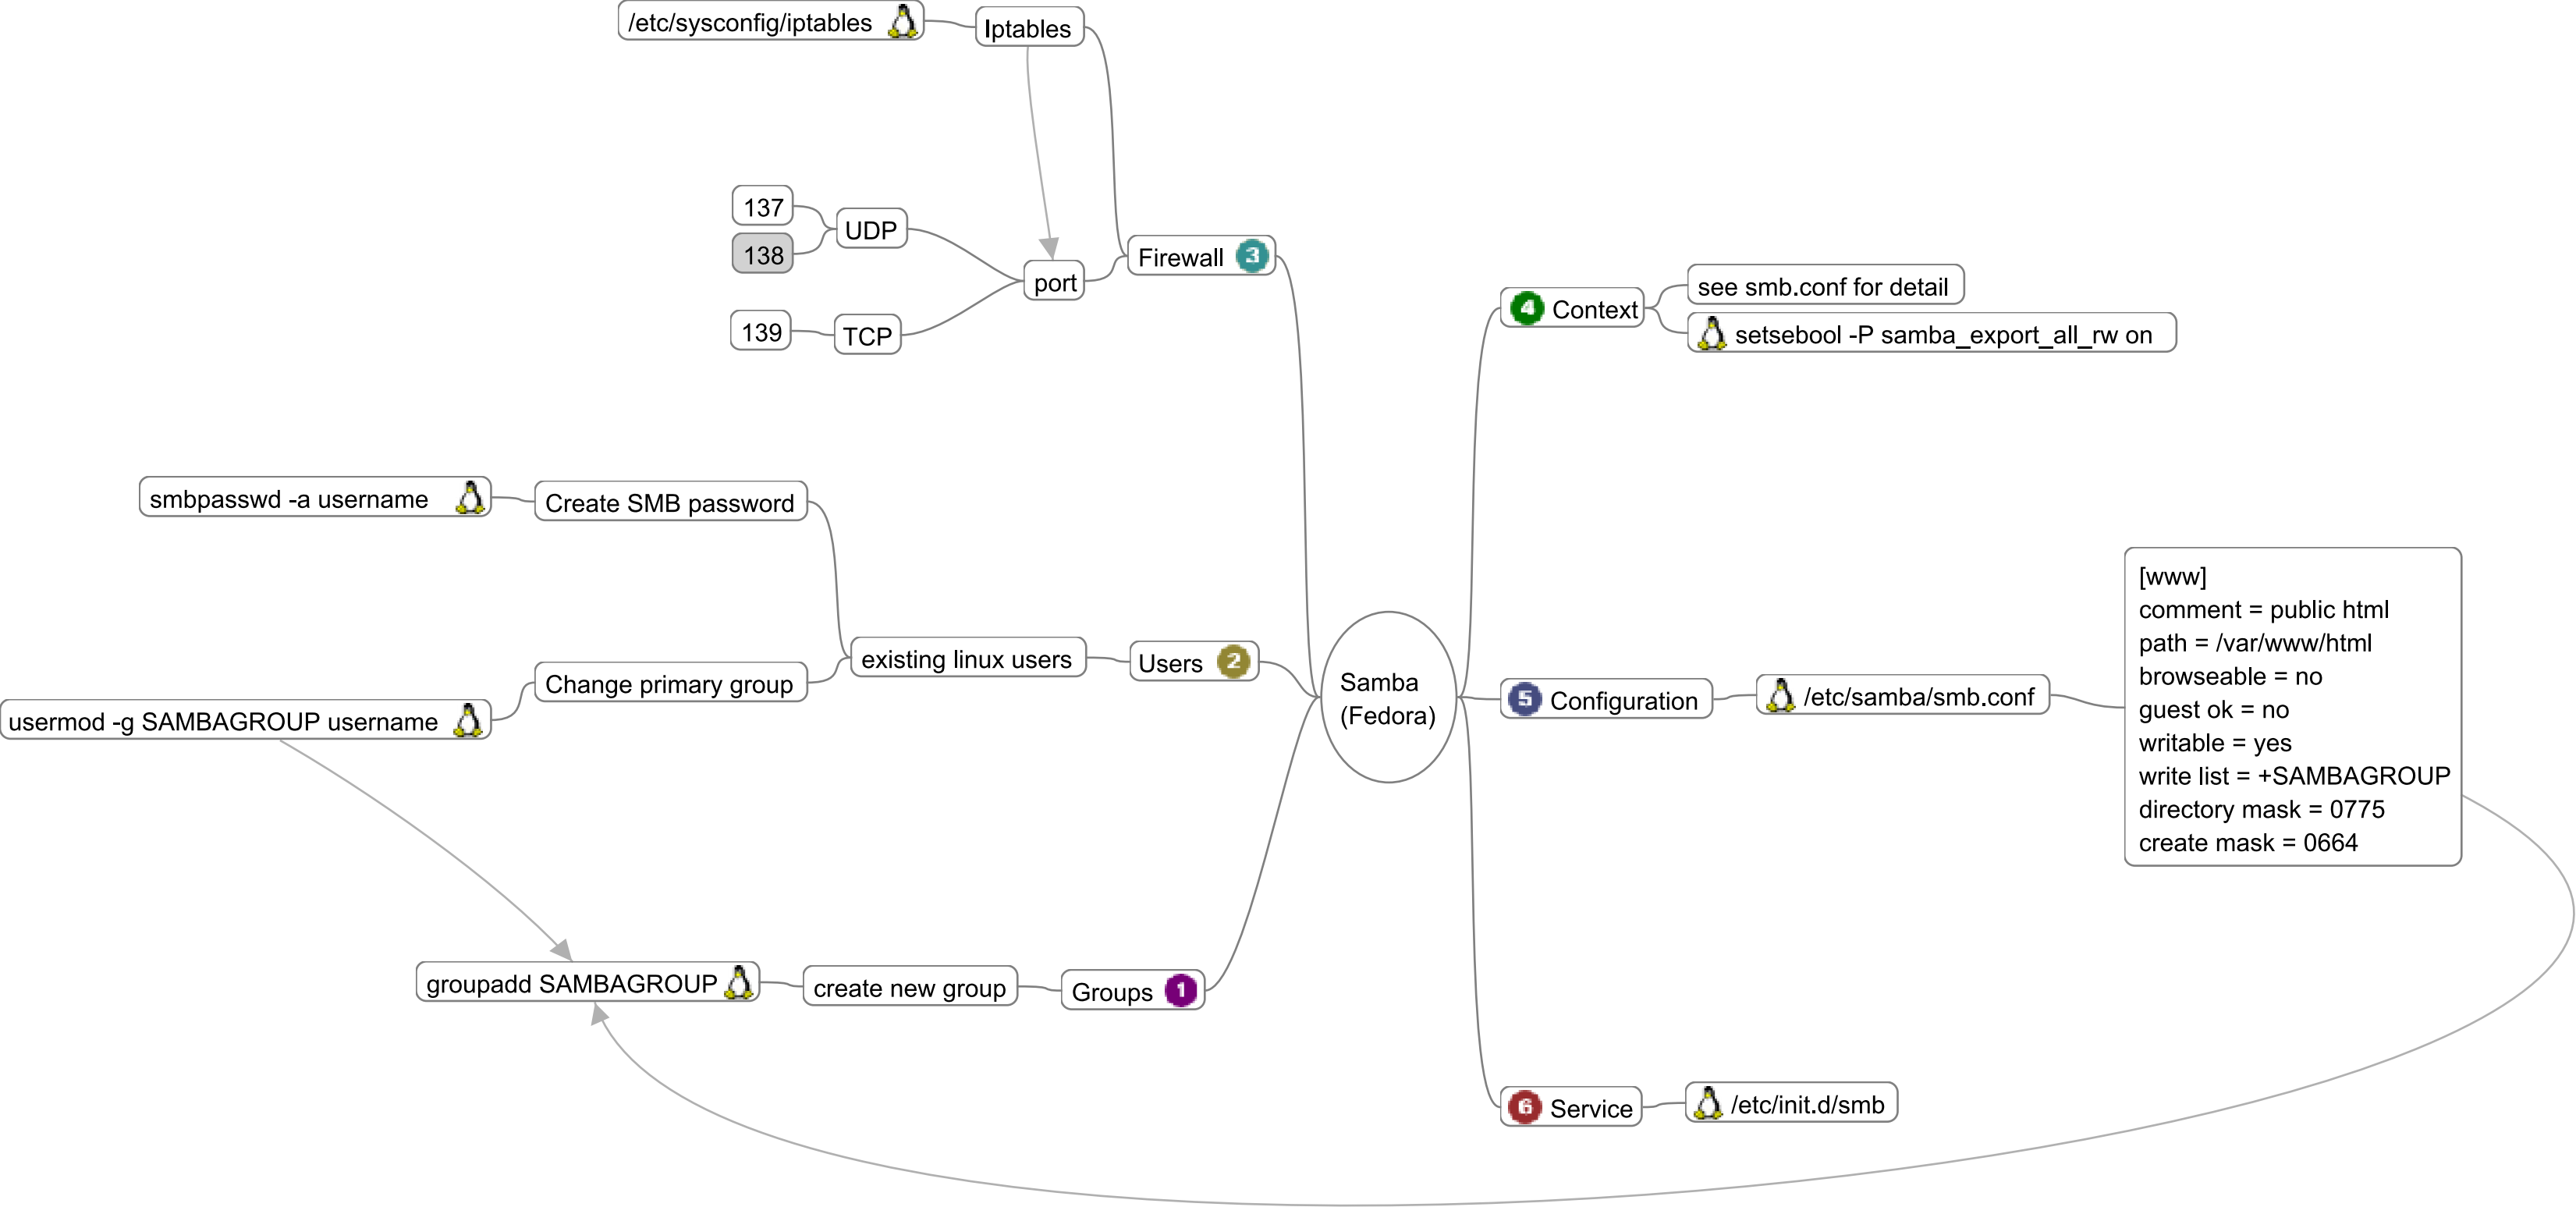 /etc/sysconfig/iptables
Iptables
137
138
UDP
139
TCP
port
Firewall 3
smbpasswd -a username
Create SMB password
usermod -g SAMBAGROUP username
Change primary group
existing linux users
Users 2
groupadd SAMBAGROUP
create new group
Groups 1
Samba
(Fedora)
4 Context
see smb.conf for detail
setsebool -P samba_export_all_rw on
5 Configuration
/etc/samba/smb.conf
[www]
comment = public html
path = /var/www/html
browseable = no
guest ok = no
writable = yes
write list = +SAMBAGROUP
directory mask = 0775
create mask = 0664
6 Service
/etc/init.d/smb